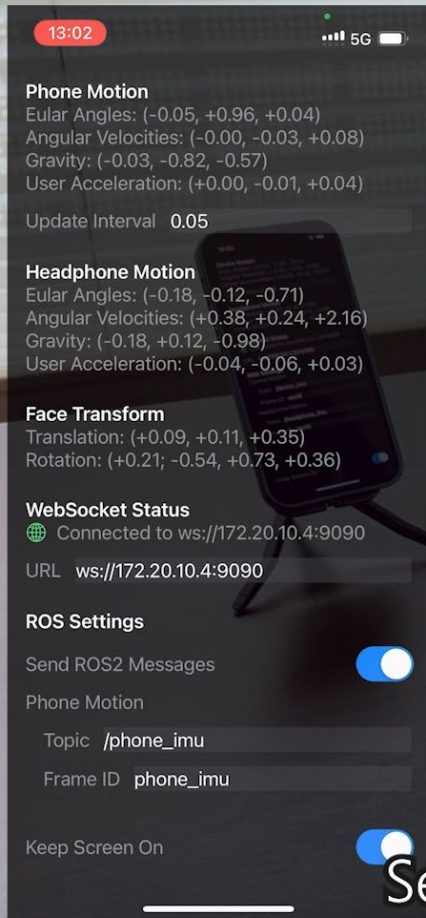 13:02
5G
Phone Motion
Eular Angles: (-0.05, +0.96, +0.04)
Angular Velocities: (-0.00, -0.03, +0.08)
Gravity: (-0.03, -0.82, -0.57)
User Acceleration: (+0.00, -0.01, +0.04)
Update Interval 0.05
Headphone Motion
Eular Angles: (-0.18, -0.12, -0.71)
Angular Velocities: (+0.38, +0.24, +2.16)
Gravity: (-0.18, +0.12, -0.98)
User Acceleration: (-0.04, -0.06, +0.03)
Face Transform
Translation: (+0.09, +0.11, +0.35)
Rotation: (+0.21; -0.54, +0.73, +0.36)
WebSocket Status
Connected to ws://172.20.10.4:9090
URL ws://172.20.10.4:9090
ROS Settings
Send ROS2 Messages
Phone Motion
Topic /phone_imu
Frame ID phone_imu
Keep Screen On
Se